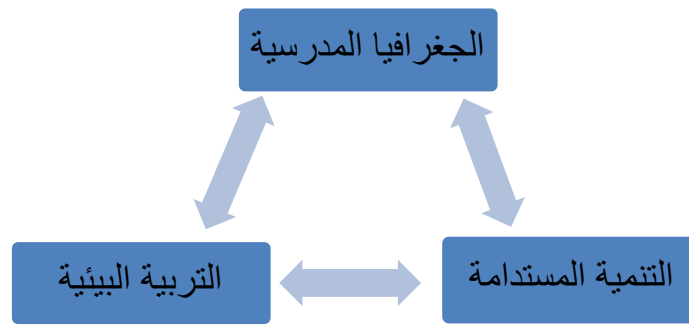 الجغرافيا المدرسية
التنمية المستدامة
التربية البيئية